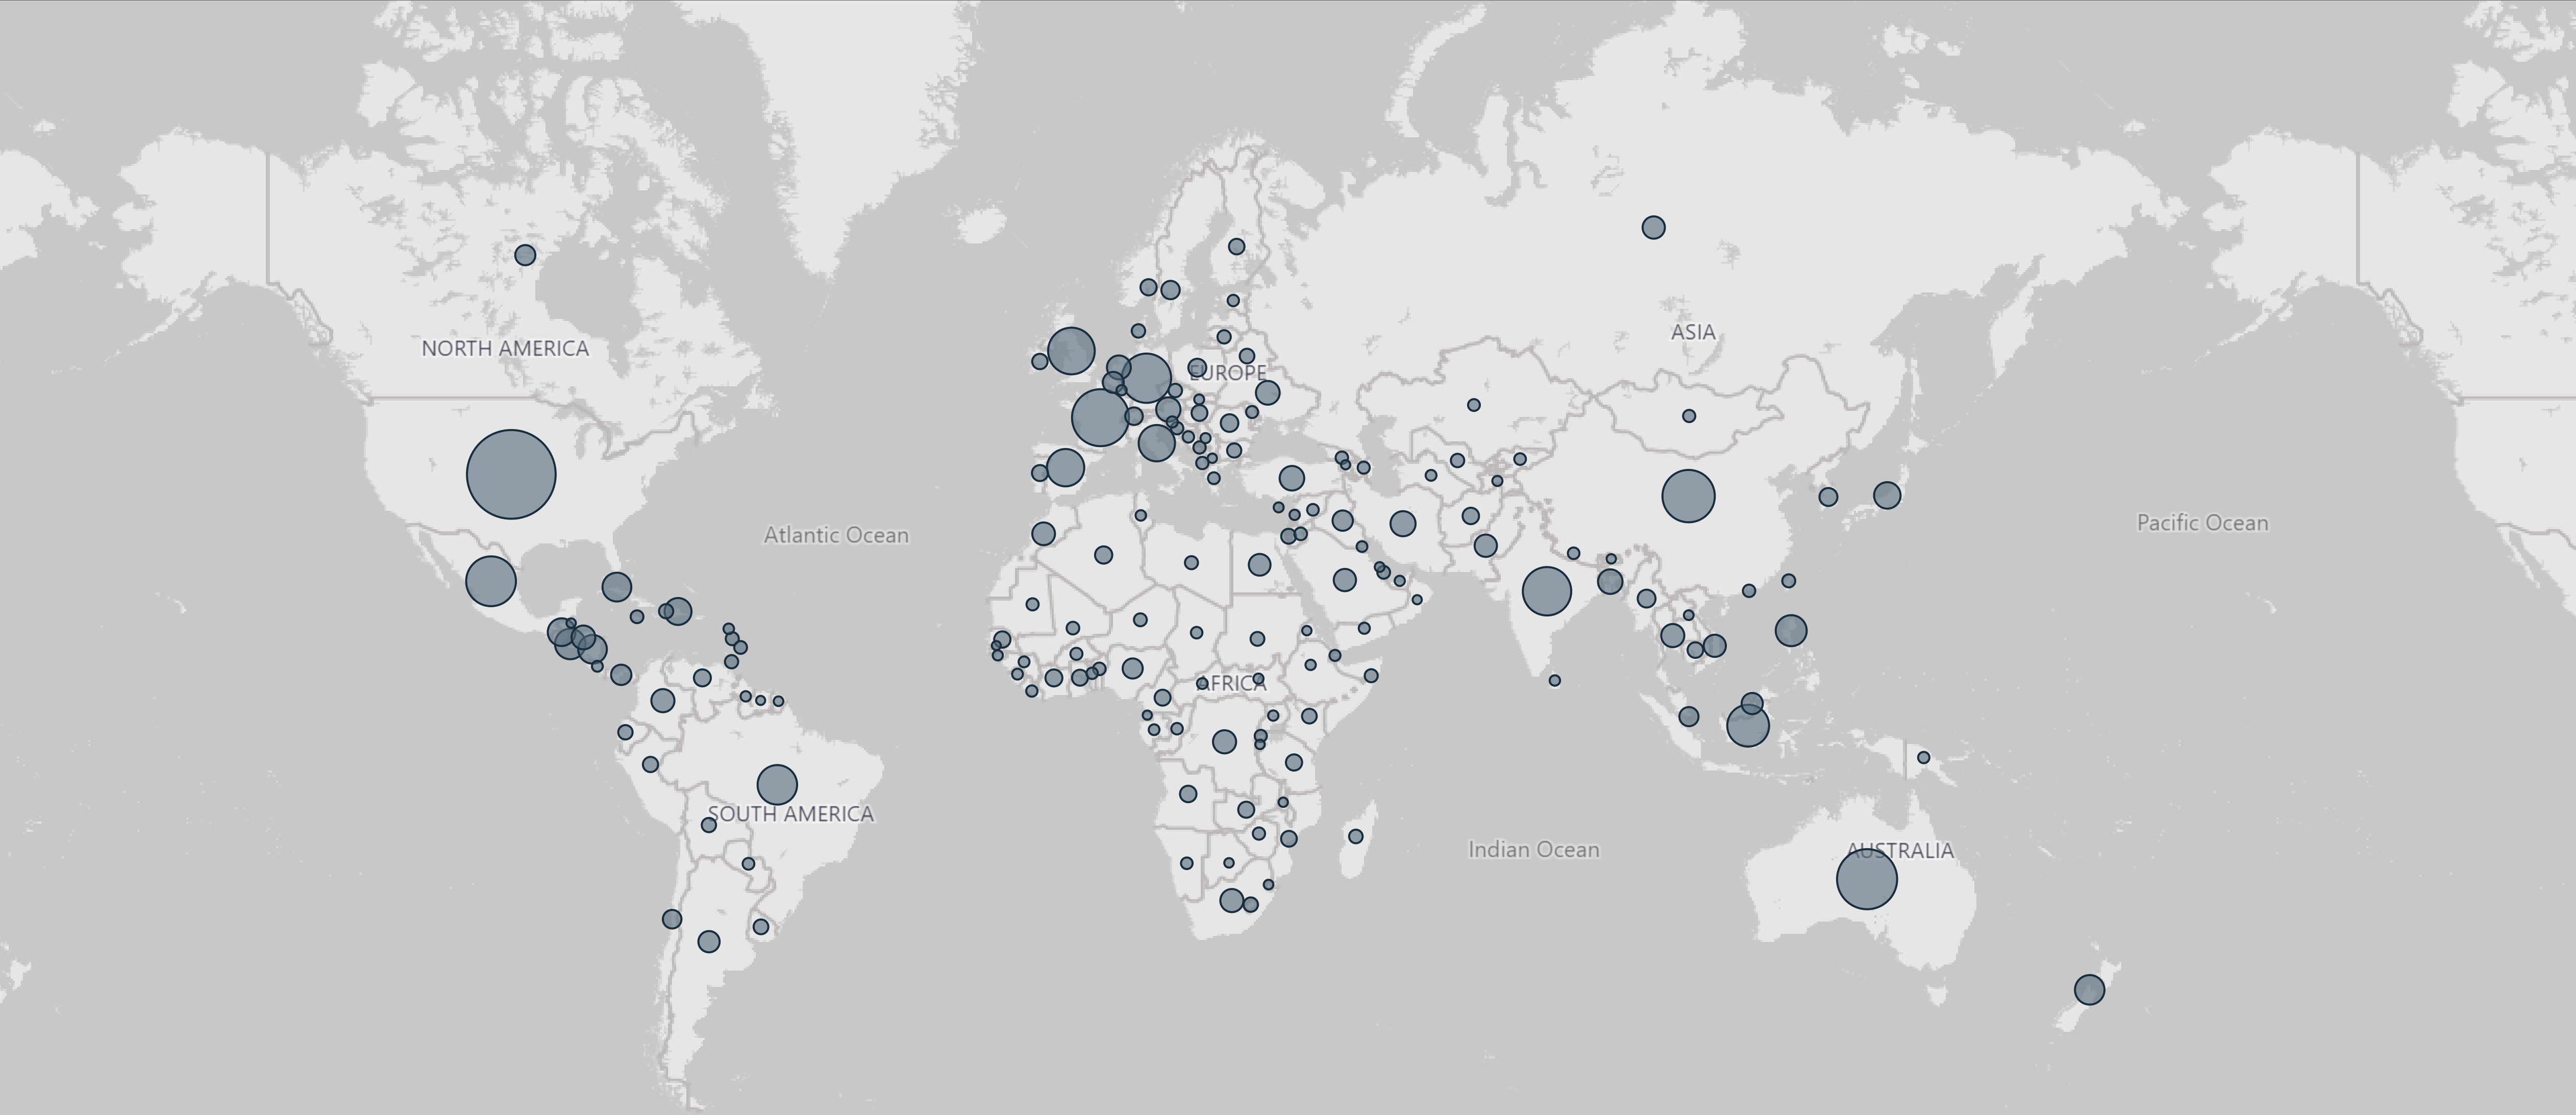 ASIA
NORTH AMERICA
EUROPE
Pacific Ocean
Atlantic Ocean
AFRICA
SOUTH AMERICA
Indian Ocean
AUSTRALIA